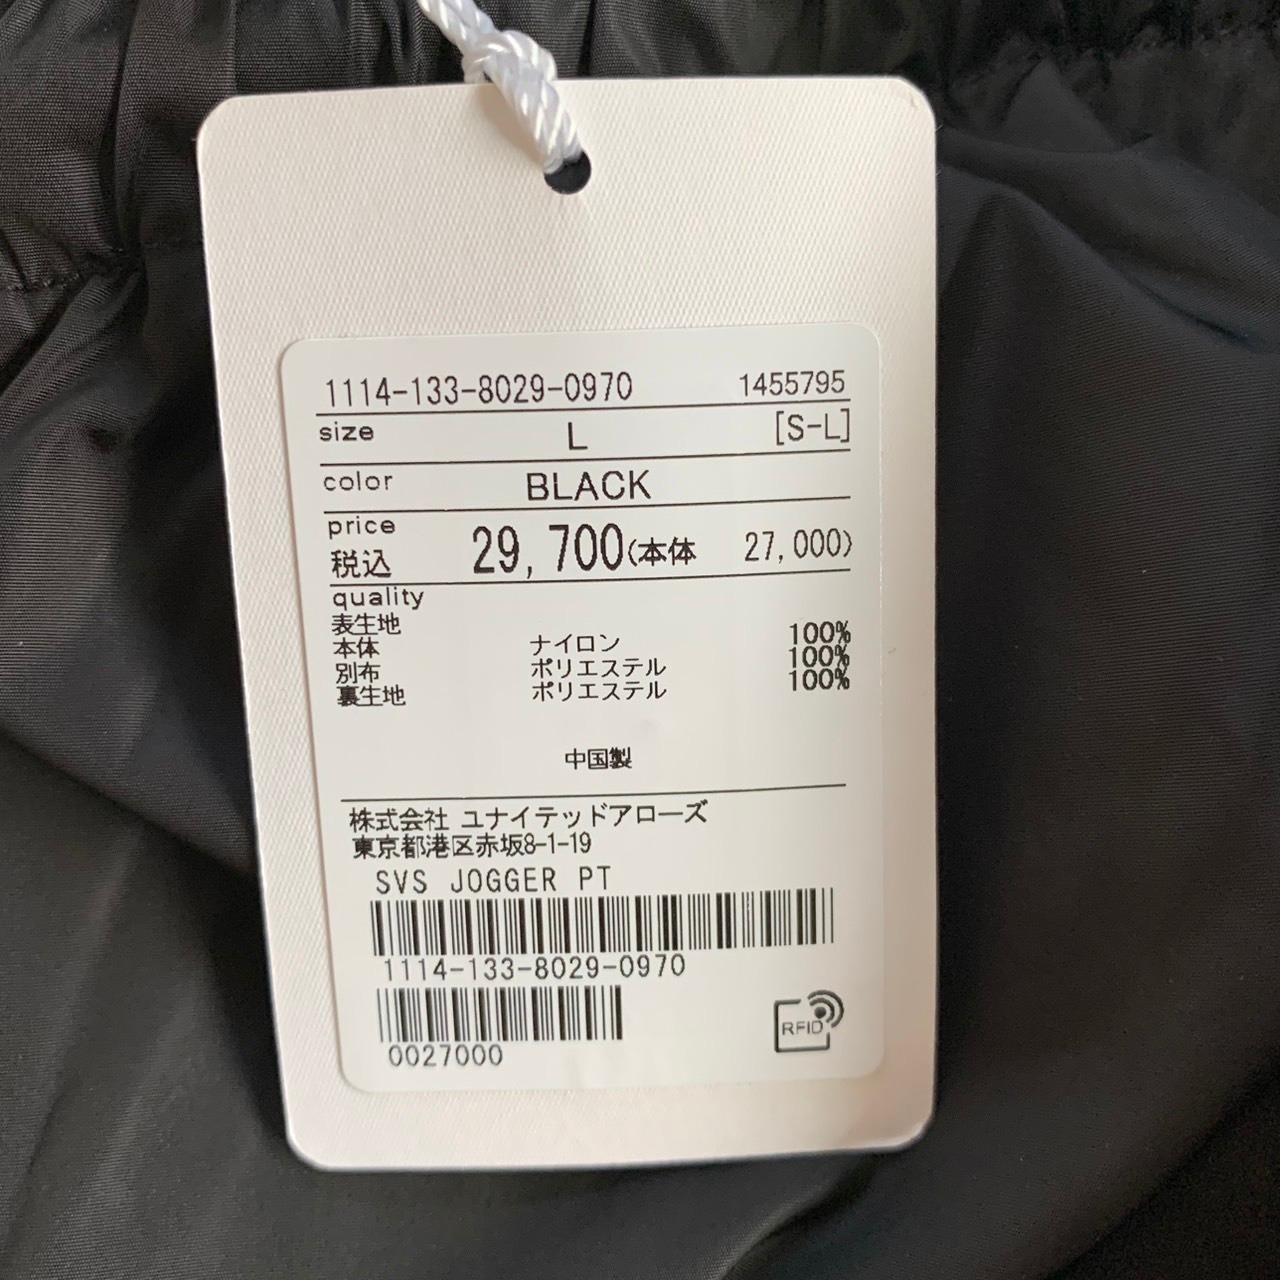 1114-133-8029-0970 1455795
size L [S-L]
color BLACK
price
税込 29,700(本体 27,000)
quality
表生地
本体 ナイロン 100%
別布 ポリエステル 100%
裏生地 ポリエステル 100%
中国製
株式会社 ユナイテッドアローズ
東京都港区赤坂8-1-19
SVS JOGGER PT
1114-133-8029-0970
0027000
RFID